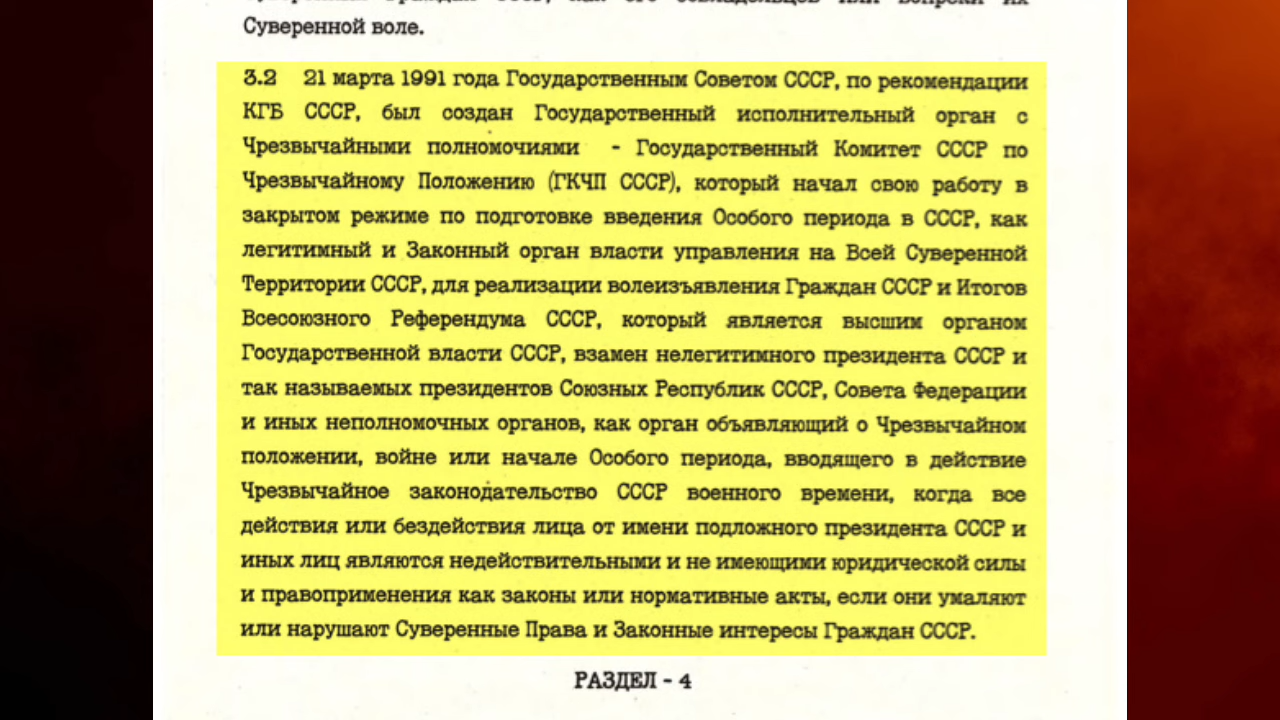 Суверенной воле.
3.2 21 марта 1991 года Государственным Советом СССР, по рекомендации
КГБ СССР, был создан Государственный исполнительный орган с
Чрезвычайными полномочиями - Государственный Комитет СССР по
Чрезвычайному Положению (ГКЧП СССР), который начал свою работу в
закрытом режиме по подготовке введения Особого периода в СССР, как
легитимный и Законный орган власти управления на Всей Суверенной
Территории СССР, для реализации волеизъявления Граждан СССР и Итогов
Всесоюзного Референдума СССР, который является высшим органом
Государственной власти СССР, взамен нелегитимного президента СССР и
так называемых президентов Союзных Республик СССР, Совета Федерации
и иных неполномочных органов, как орган объявляющий о Чрезвычайном
положении, войне или начале Особого периода, вводящего в действие
Чрезвычайное законодательство СССР военного времени, когда все
действия или бездействия лица от имени подложного президента СССР и
иных лиц являются недействительными и не имеющими юридической силы
и правоприменения как законы или нормативные акты, если они умаляют
или нарушают Суверенные Права и Законные интересы Граждан СССР.
РАЗДЕЛ - 4